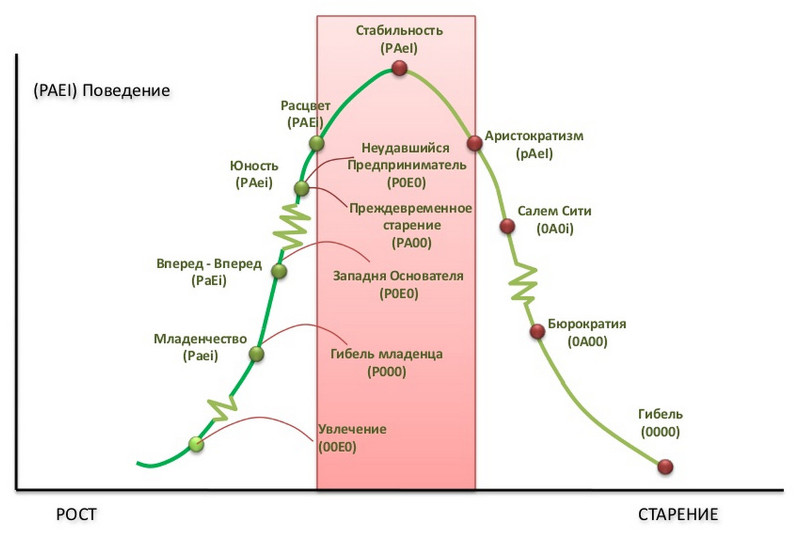 Стабильность
(PAeI)
(PAEI) Поведение
Расцвет
(PAEi)
Неудавшийся
Предприниматель
(P0E0)
Аристократизм
(pAeI)
Юность
(PAei)
Преждевременное
старение
(PA00)
Салем Сити
(0A0i)
Вперед - Вперед
(PaEi)
Западня Основателя
(P0E0)
Младенчество
(Paei)
Гибель младенца
(P000)
Бюрократия
(0A00)
Увлечение
(00E0)
Гибель
(0000)
РОСТ
СТАРЕНИЕ